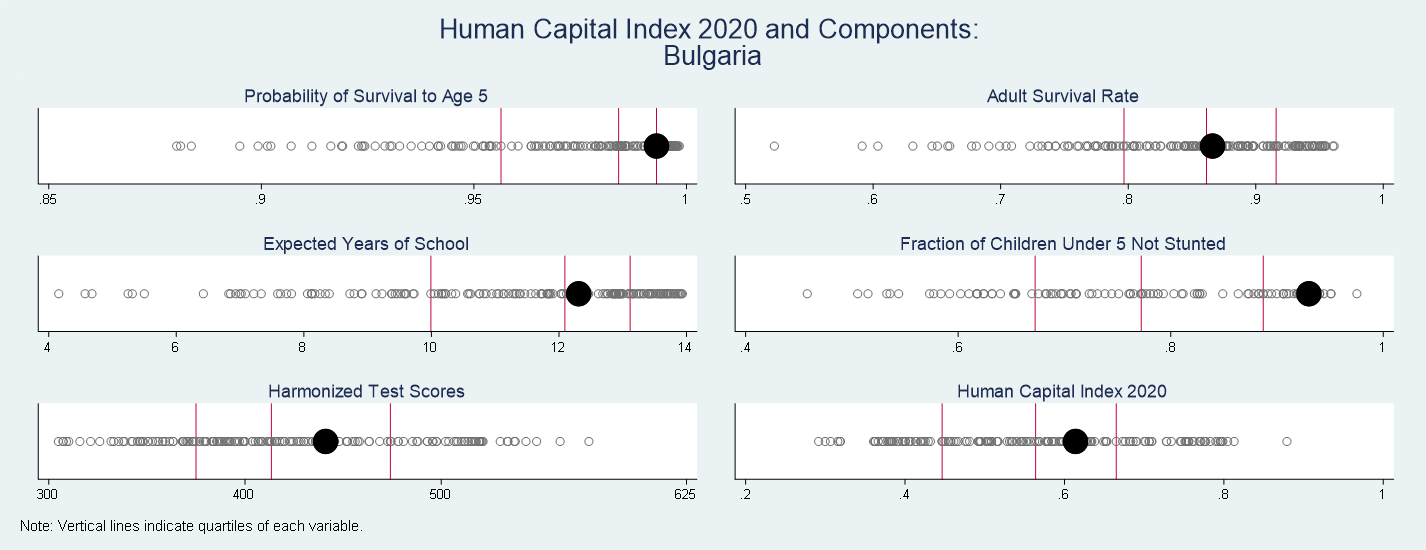 Human Capital Index 2020 and Components:
Bulgaria
Probability of Survival to Age 5
.85 .9 .95 1
Adult Survival Rate
.5 .6 .7 .8 .9 1
Expected Years of School
4 6 8 10 12 14
Fraction of Children Under 5 Not Stunted
.4 .6 .8 1
Harmonized Test Scores
300 400 500 625
Human Capital Index 2020
.2 .4 .6 .8 1
Note: Vertical lines indicate quartiles of each variable.